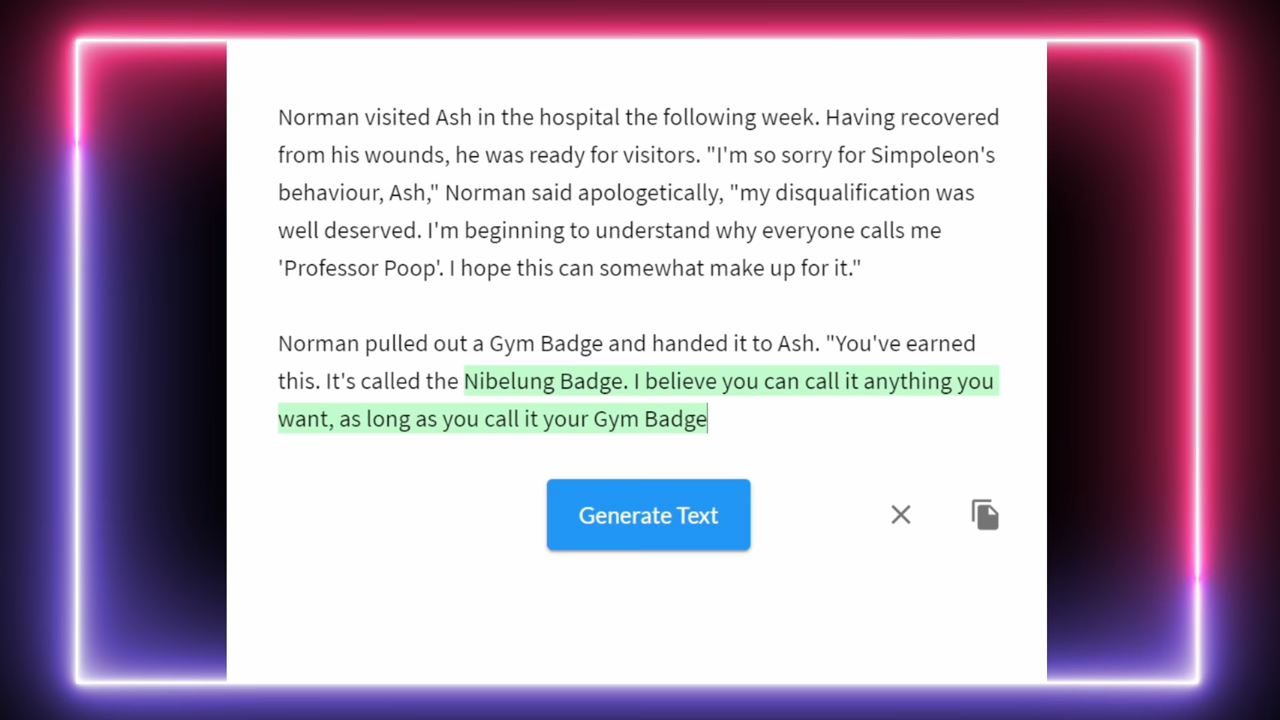 Norman visited Ash in the hospital the following week. Having recovered
from his wounds, he was ready for visitors. "I'm so sorry for Simpoleon's
behaviour, Ash," Norman said apologetically, "my disqualification was
well deserved. I'm beginning to understand why everyone calls me
'Professor Poop'. I hope this can somewhat make up for it."
Norman pulled out a Gym Badge and handed it to Ash. "You've earned
this. It's called the Nibelung Badge. I believe you can call it anything you
want, as long as you call it your Gym Badge
Generate Text